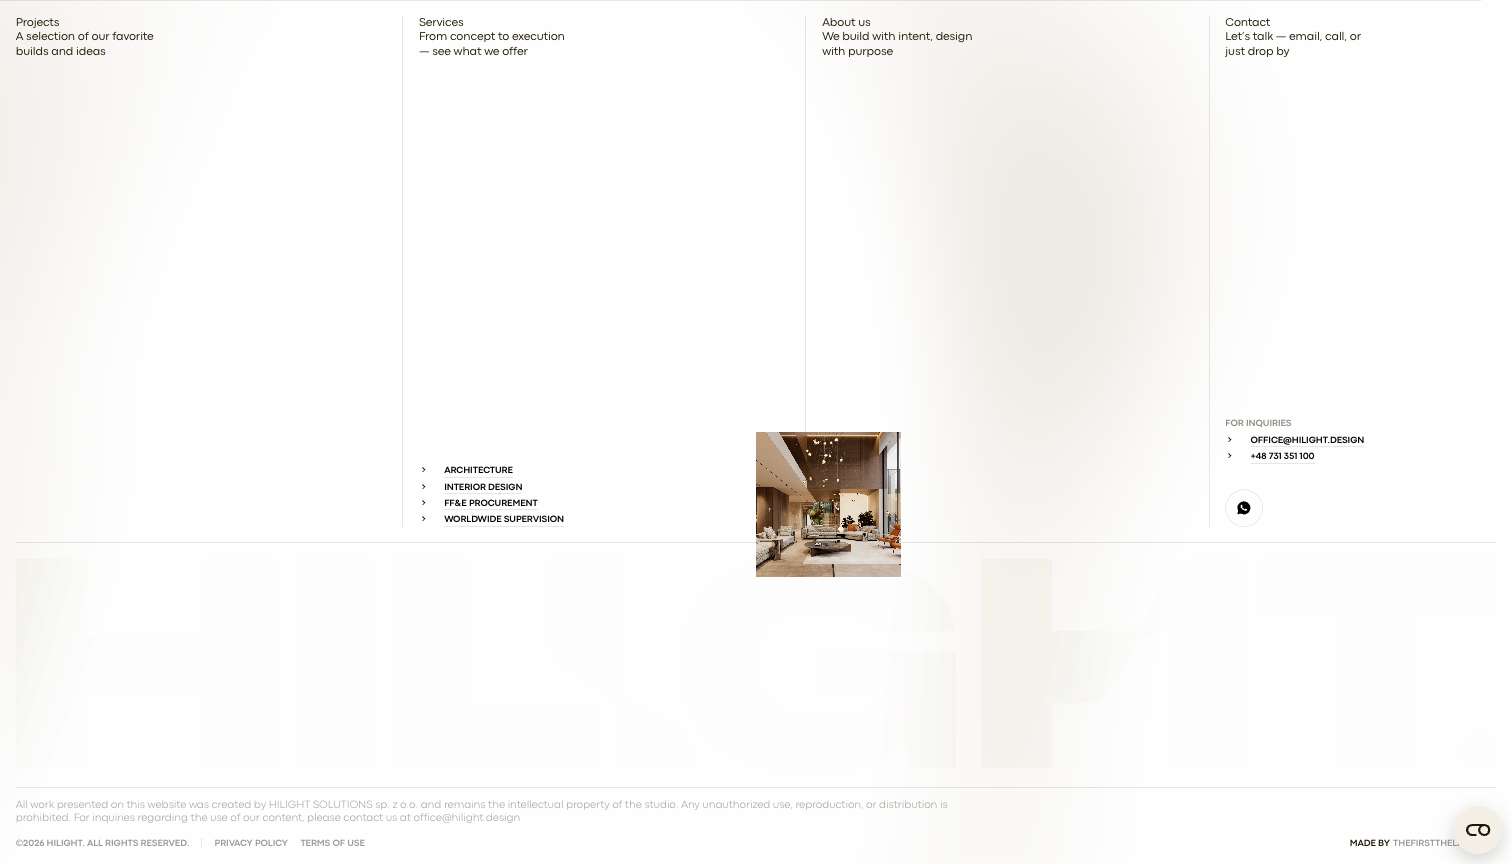 Projects
A selection of our favorite
builds and ideas
Services
From concept to execution
— see what we offer
About us
We build with intent, design
with purpose
Contact
Let's talk — email, call, or
just drop by
> ARCHITECTURE
> INTERIOR DESIGN
> FF&E PROCUREMENT
> WORLDWIDE SUPERVISION
FOR INQUIRIES
> OFFICE@HILIGHT.DESIGN
> +48 731 351 100
HILIGHT.
All work presented on this website was created by HILIGHT SOLUTIONS sp. z o.o. and remains the intellectual property of the studio. Any unauthorized use, reproduction, or distribution is
prohibited. For inquiries regarding the use of our content, please contact us at office@hilight.design
©2026 HILIGHT. ALL RIGHTS RESERVED. PRIVACY POLICY TERMS OF USE
MADE BY